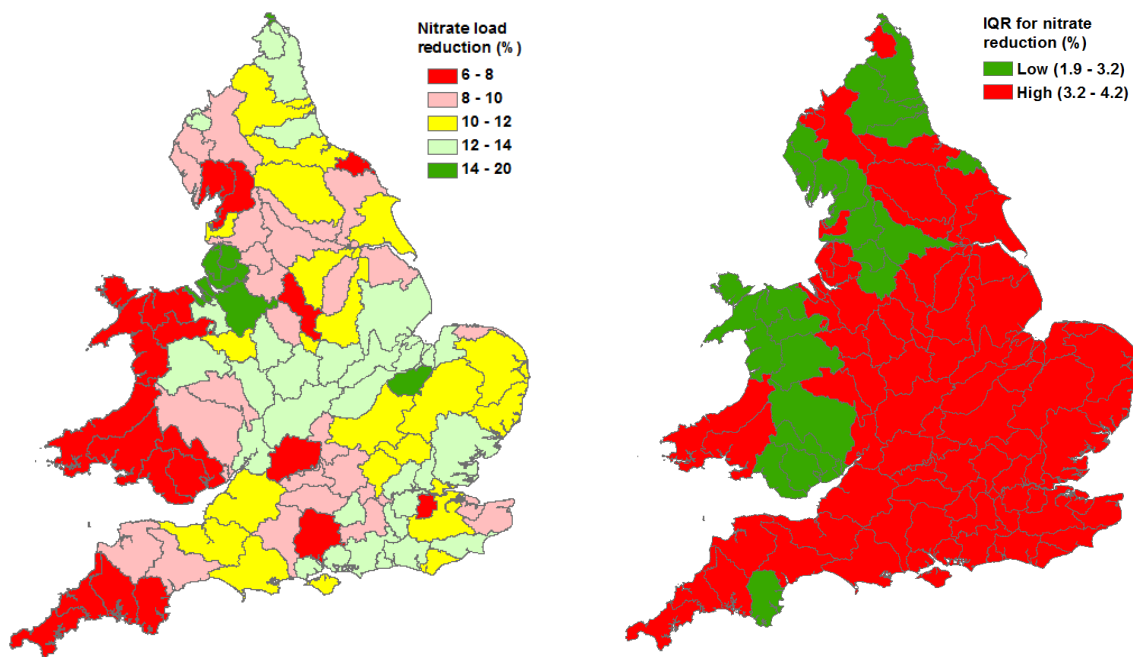 Nitrate load
reduction (%)
6 - 8
8 - 10
10 - 12
12 - 14
14 - 20
IQR for nitrate
reduction (%)
Low (1.9 - 3.2)
High (3.2 - 4.2)